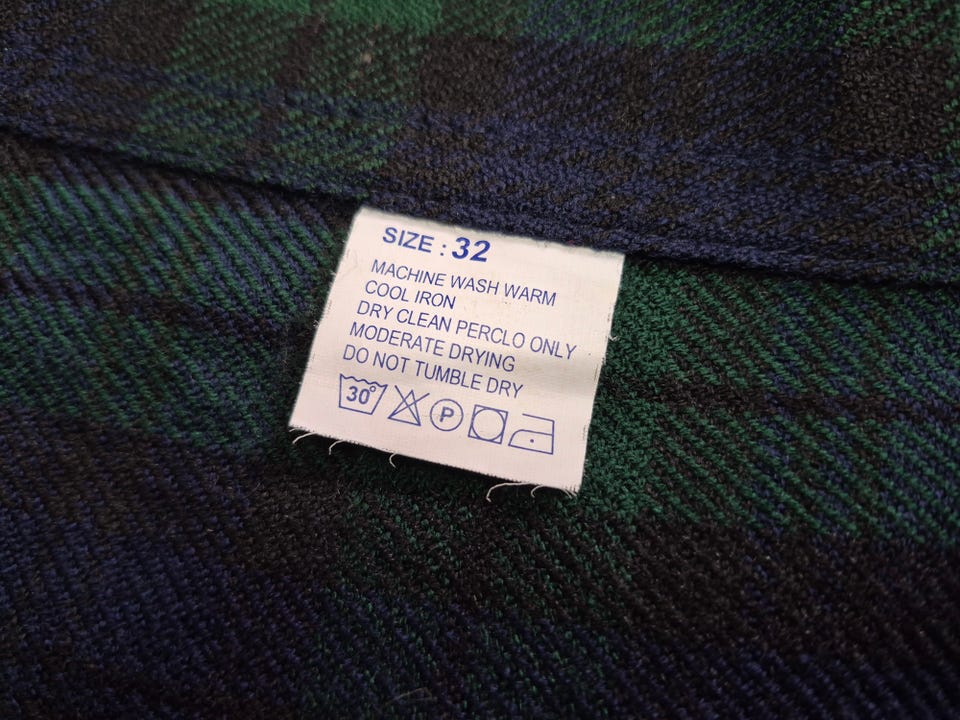 SIZE : 32
MACHINE WASH WARM
COOL IRON
DRY CLEAN PERCLO ONLY
MODERATE DRYING
DO NOT TUMBLE DRY
30° P